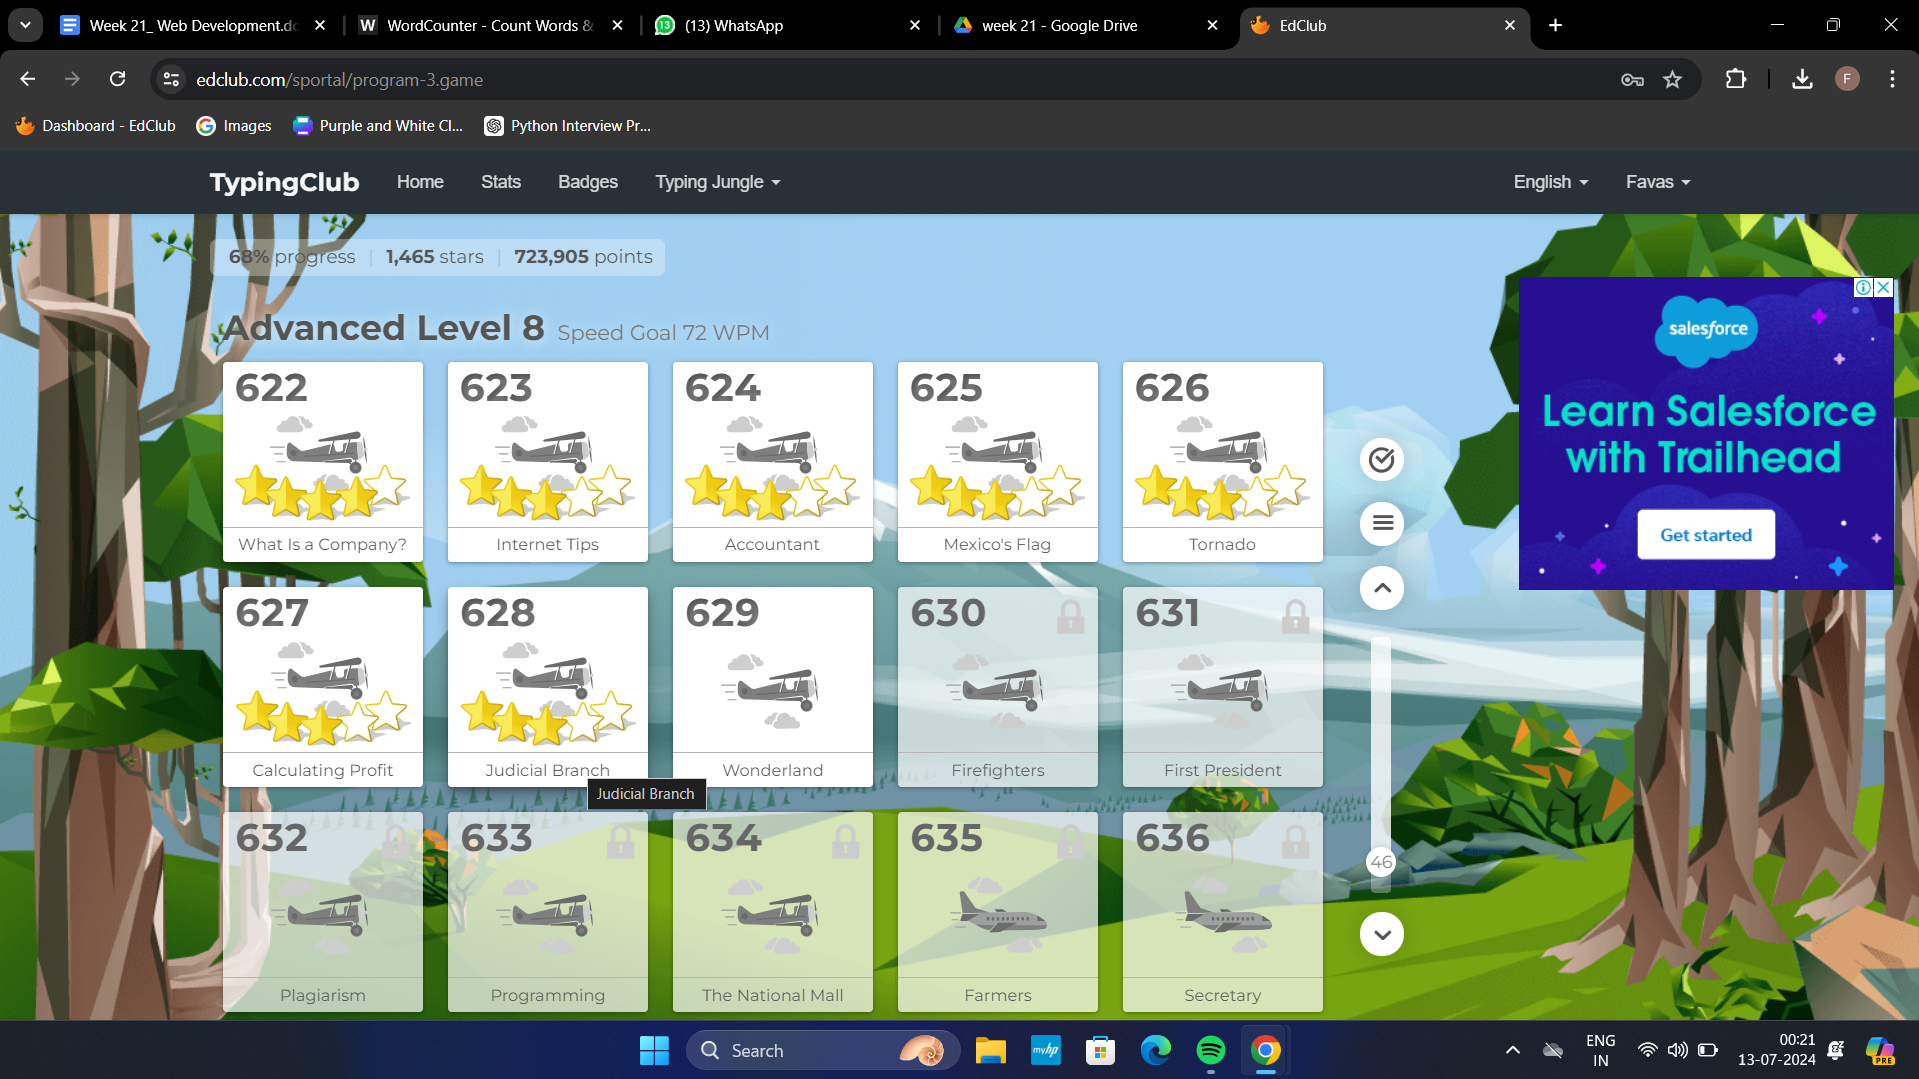 Week 21_ Web Development.dc
WordCounter - Count Words &
(13) WhatsApp
week 21 - Google Drive
EdClub
edclub.com/sportal/program-3.game
F
Dashboard - EdClub
Images
Purple and White Cl...
Python Interview Pr...
TypingClub
Home
Stats
Badges
Typing Jungle
English
Favas
68% progress
1,465 stars
723,905 points
Advanced Level 8 Speed Goal 72 WPM
622
What Is a Company?
623
Internet Tips
624
Accountant
625
Mexico's Flag
626
Tornado
627
Calculating Profit
628
Judicial Branch
629
Wonderland
630
Firefighters
631
First President
Judicial Branch
632
Plagiarism
633
Programming
634
The National Mall
635
Farmers
636
Secretary
46
salesforce
Learn Salesforce
with Trailhead
Get started
Search
myhp
ENG
IN
00:21
13-07-2024
PRE